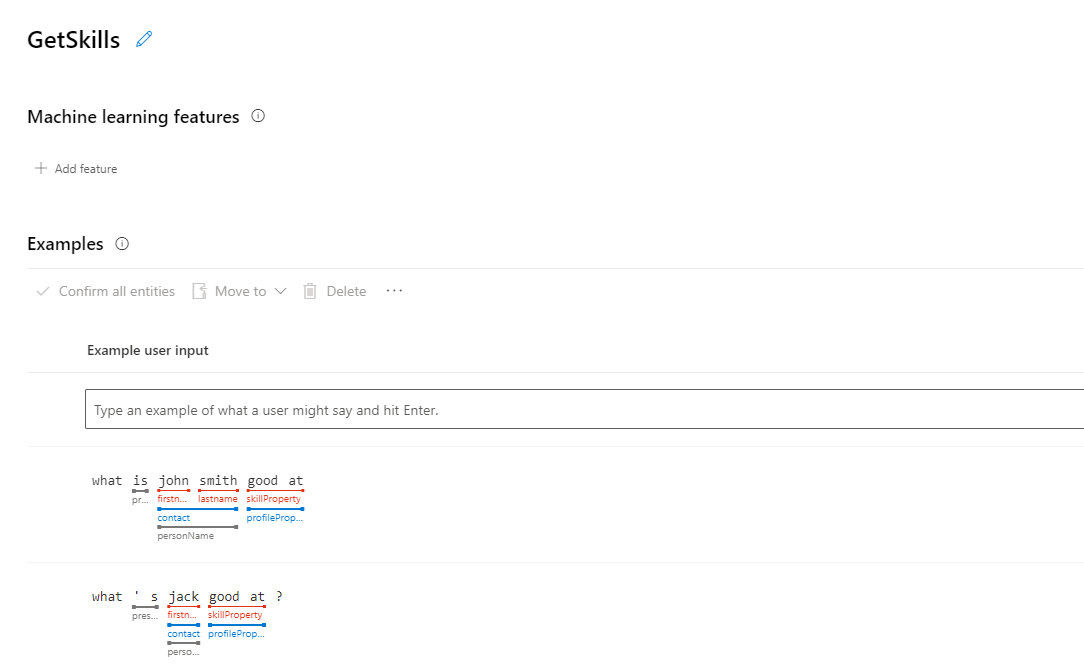 GetSkills
Machine learning features
Add feature
Examples
Confirm all entities Move to Delete ...
Example user input
Type an example of what a user might say and hit Enter.
what is john smith good at
pr... firstn... lastname skillProperty
contact profileProp...
personName
what ' s jack good at ?
pres... firstn... skillProperty
contact profileProp...
perso...